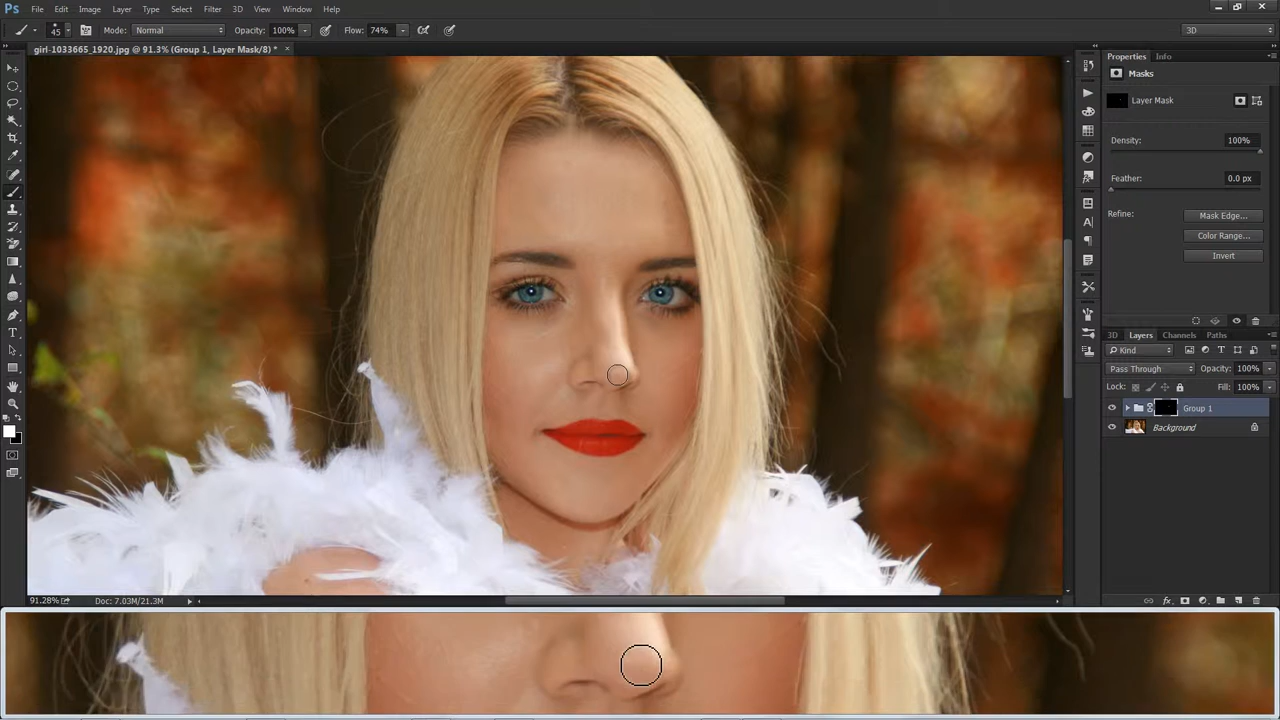 Ps File Edit Image Layer Type Select Filter 3D View Window Help
45 Mode: Normal Opacity: 100% Flow: 74% 3D
girl-1033665_1920.jpg @ 91.3% (Group 1, Layer Mask/8) * ×
Properties Info
Masks
Layer Mask
Density: 100%
Feather: 0.0 px
Refine: Mask Edge...
Color Range...
Invert
3D Layers Channels Paths
Kind
Pass Through Opacity: 100%
Lock: Fill: 100%
Group 1
Background
91.28% Doc: 7.03M/21.3M
fx